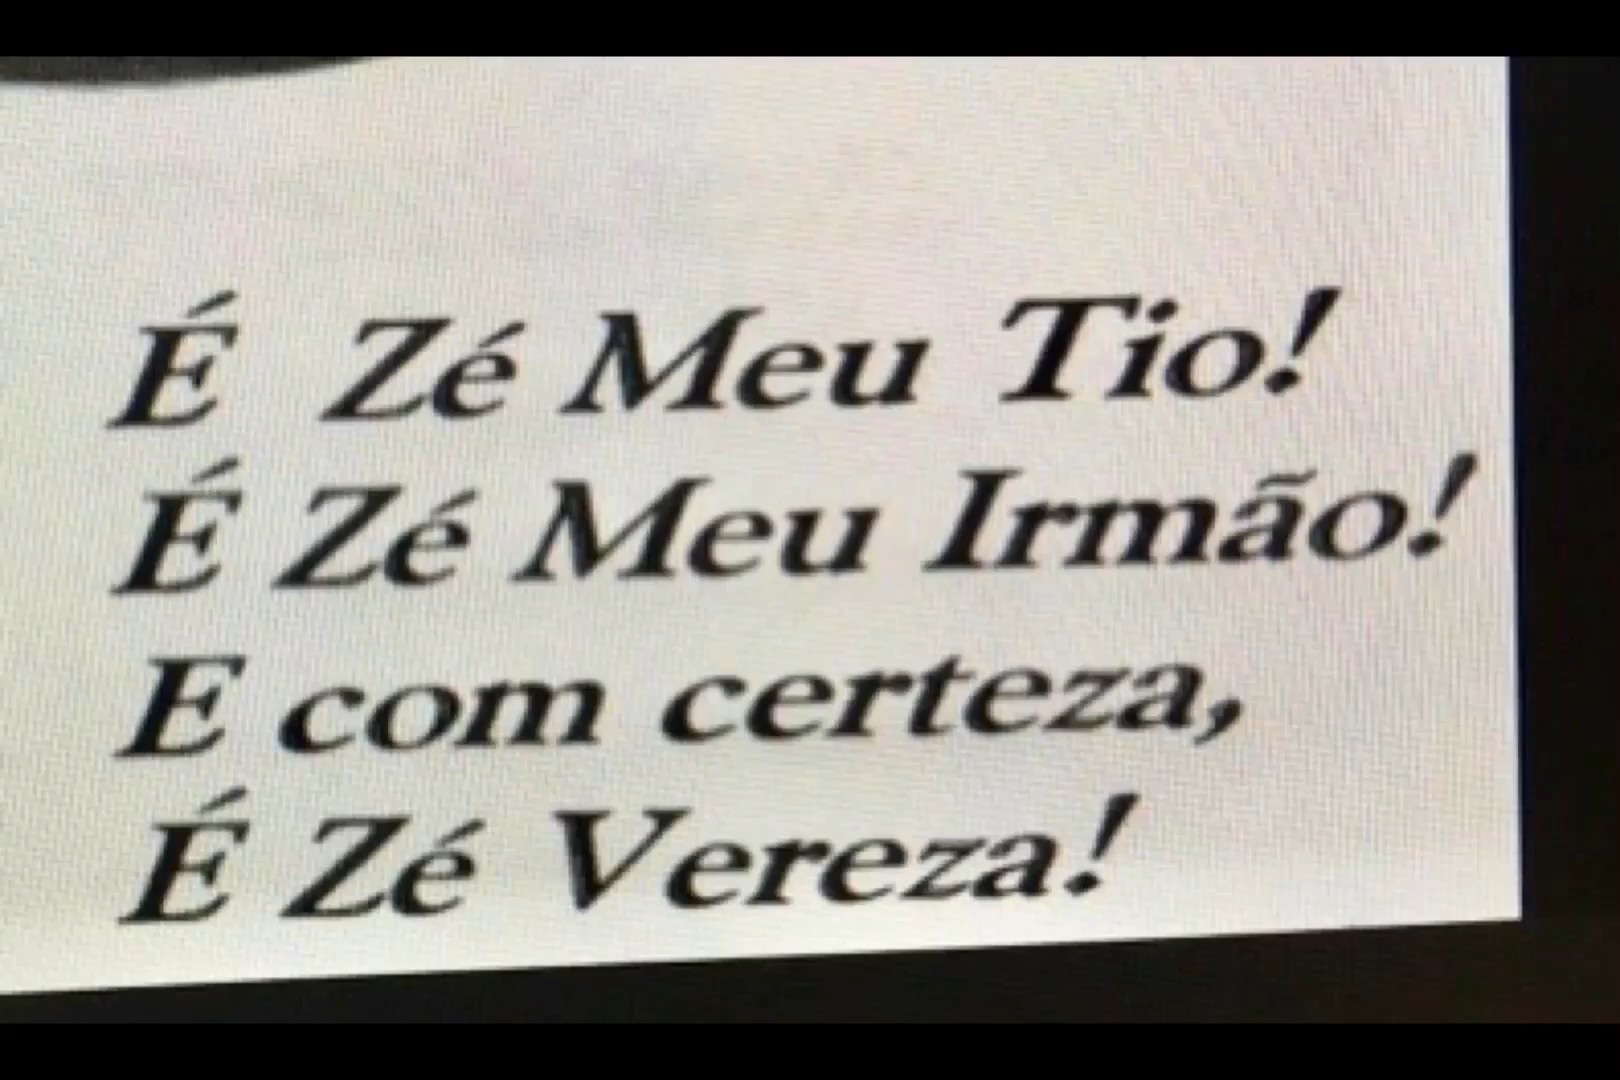 É Zé Meu Tio!
É Zé Meu Irmão!
E com certeza,
É Zé Vereza!